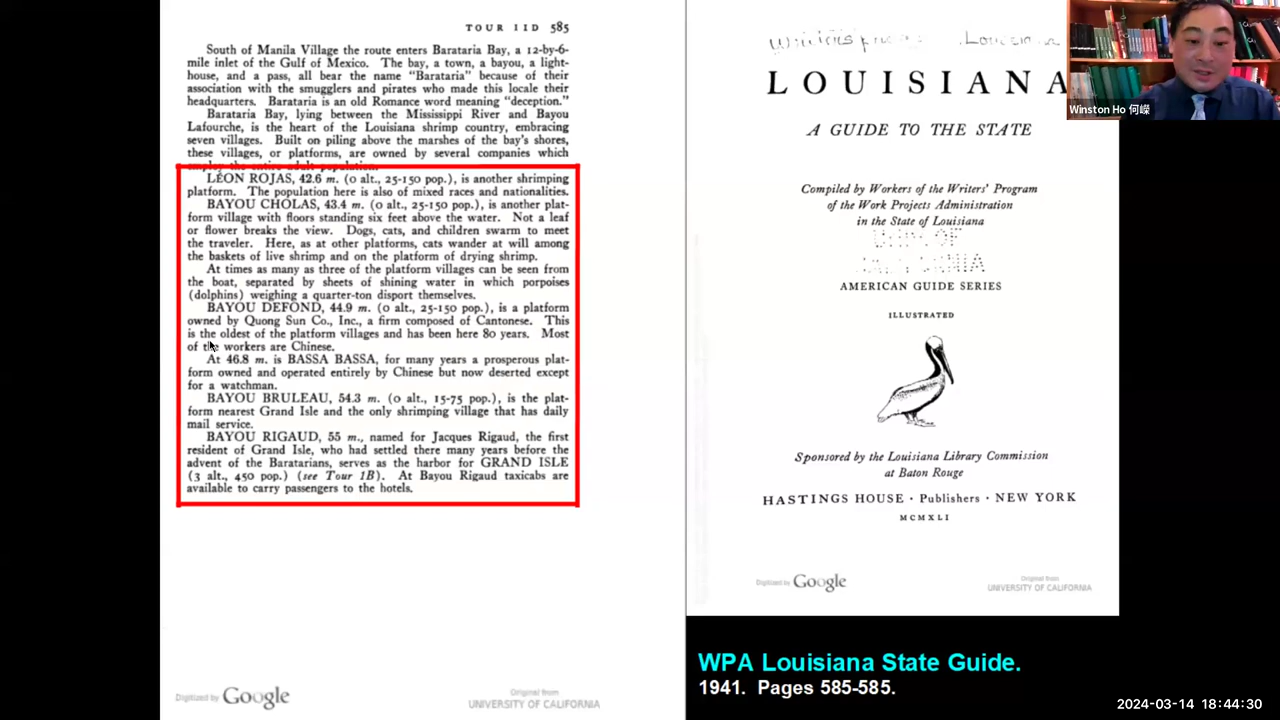 TOUR IID 585
South of Manila Village the route enters Barataria Bay, a 12-by-6-
mile inlet of the Gulf of Mexico. The bay, a town, a bayou, a light-
house, and a pass, all bear the name "Barataria" because of their
association with the smugglers and pirates who made this locale their
headquarters. Barataria is an old Romance word meaning "deception."
Barataria Bay, lying between the Mississippi River and Bayou
Lafourche, is the heart of the Louisiana shrimp country, embracing
seven villages. Built on piling above the marshes of the bay's shores,
these villages, or platforms, are owned by several companies which
employ the entire adult population.
LEON ROJAS, 42.6 m. (0 alt., 25-150 pop.), is another shrimping
platform. The population here is also of mixed races and nationalities.
BAYOU CHOLAS, 43.4 m. (0 alt., 25-150 pop.), is another plat-
form village with floors standing six feet above the water. Not a leaf
or flower breaks the view. Dogs, cats, and children swarm to meet
the traveler. Here, as at other platforms, cats wander at will among
the baskets of live shrimp and on the platform of drying shrimp.
At times as many as three of the platform villages can be seen from
the boat, separated by sheets of shining water in which porpoises
(dolphins) weighing a quarter-ton disport themselves.
BAYOU DEFOND, 44.9 m. (0 alt., 25-150 pop.), is a platform
owned by Quong Sun Co., Inc., a firm composed of Cantonese. This
is the oldest of the platform villages and has been here 80 years. Most
of the workers are Chinese.
At 46.8 m. is BASSA BASSA, for many years a prosperous plat-
form owned and operated entirely by Chinese but now deserted except
for a watchman.
BAYOU BRULEAU, 54.3 m. (0 alt., 15-75 pop.), is the plat-
form nearest Grand Isle and the only shrimping village that has daily
mail service.
BAYOU RIGAUD, 55 m., named for Jacques Rigaud, the first
resident of Grand Isle, who had settled there many years before the
advent of the Baratarians, serves as the harbor for GRAND ISLE
(3 alt., 450 pop.) (see Tour 1B). At Bayou Rigaud taxicabs are
available to carry passengers to the hotels.
Digitized by Google
Original from
UNIVERSITY OF CALIFORNIA
LOUISIANA
A GUIDE TO THE STATE
Compiled by Workers of the Writers' Program
of the Work Projects Administration
in the State of Louisiana
UNIV. OF
CALIFORNIA
AMERICAN GUIDE SERIES
ILLUSTRATED
Sponsored by the Louisiana Library Commission
at Baton Rouge
HASTINGS HOUSE · Publishers · NEW YORK
MCMXLI
Digitized by Google
Original from
UNIVERSITY OF CALIFORNIA
Winston Ho 何嶸
WPA Louisiana State Guide.
1941. Pages 585-585.
2024-03-14 18:44:30